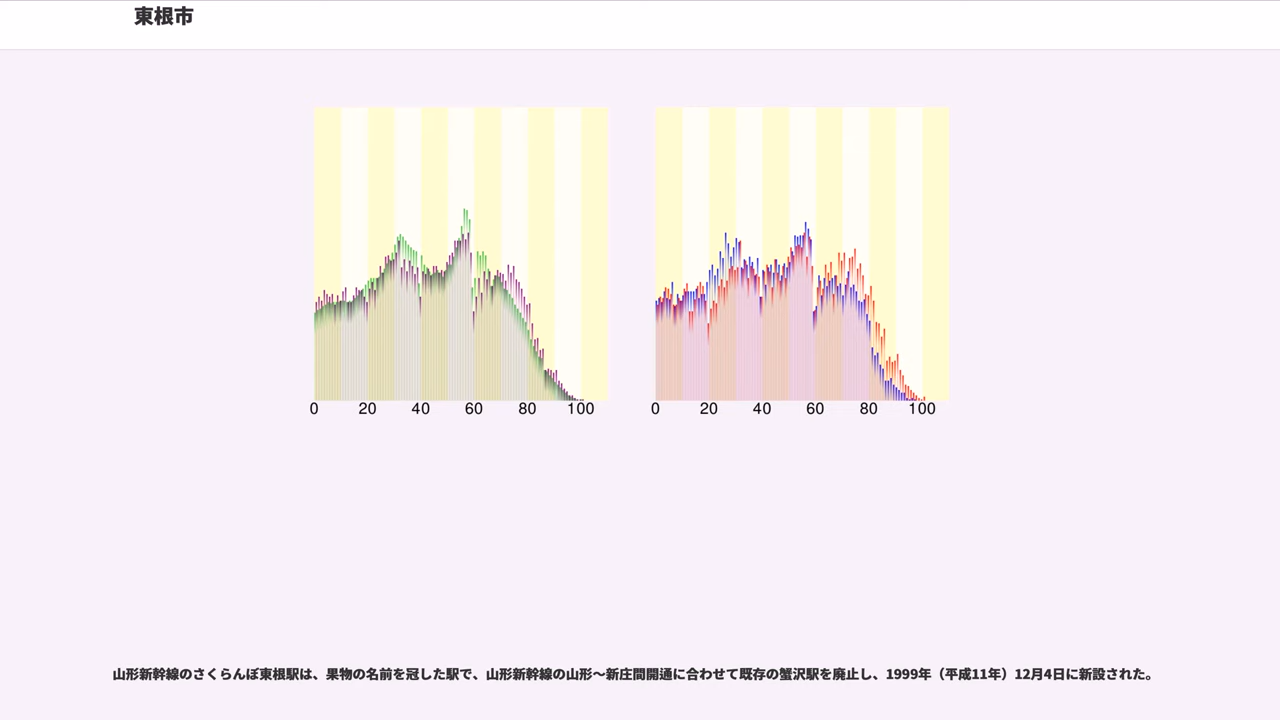 東根市
0 20 40 60 80 100
0 20 40 60 80 100
山形新幹線のさくらんぼ東根駅は、果物の名前を冠した駅で、山形新幹線の山形〜新庄間開通に合わせて既存の蟹沢駅を廃止し、1999年（平成11年）12月4日に新設された。